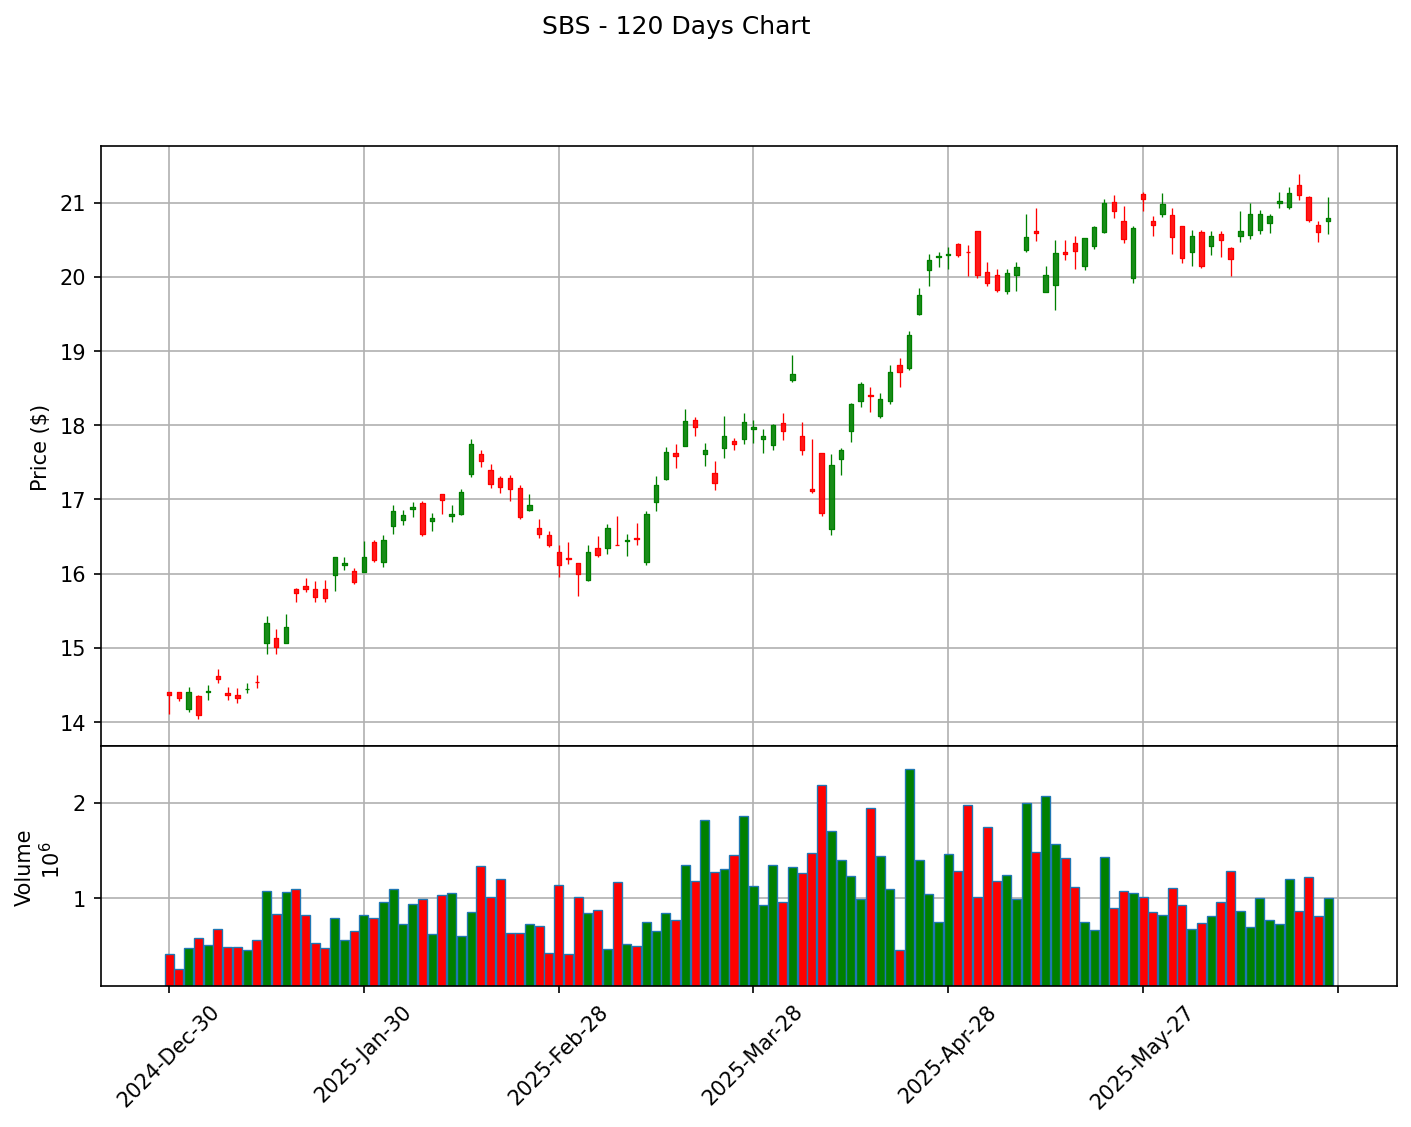 SBS - 120 Days Chart
Price ($)
21
20
19
18
17
16
15
14
Volume
10⁶
2
1
2024-Dec-30
2025-Jan-30
2025-Feb-28
2025-Mar-28
2025-Apr-28
2025-May-27